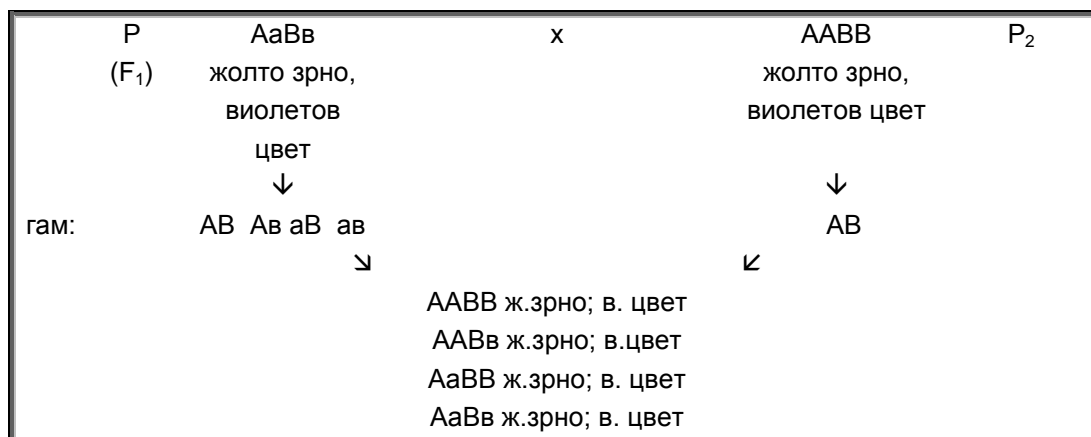 P АаВв x ААВВ P₂
(F₁) жолто зрно, жолто зрно,
виолетов виолетов цвет
цвет
↓ ↓
гам: АВ Ав аВ ав АВ
↘ ↙
ААВВ ж.зрно; в. цвет
ААВв ж.зрно; в.цвет
АаВВ ж.зрно; в. цвет
АаВв ж.зрно; в. цвет